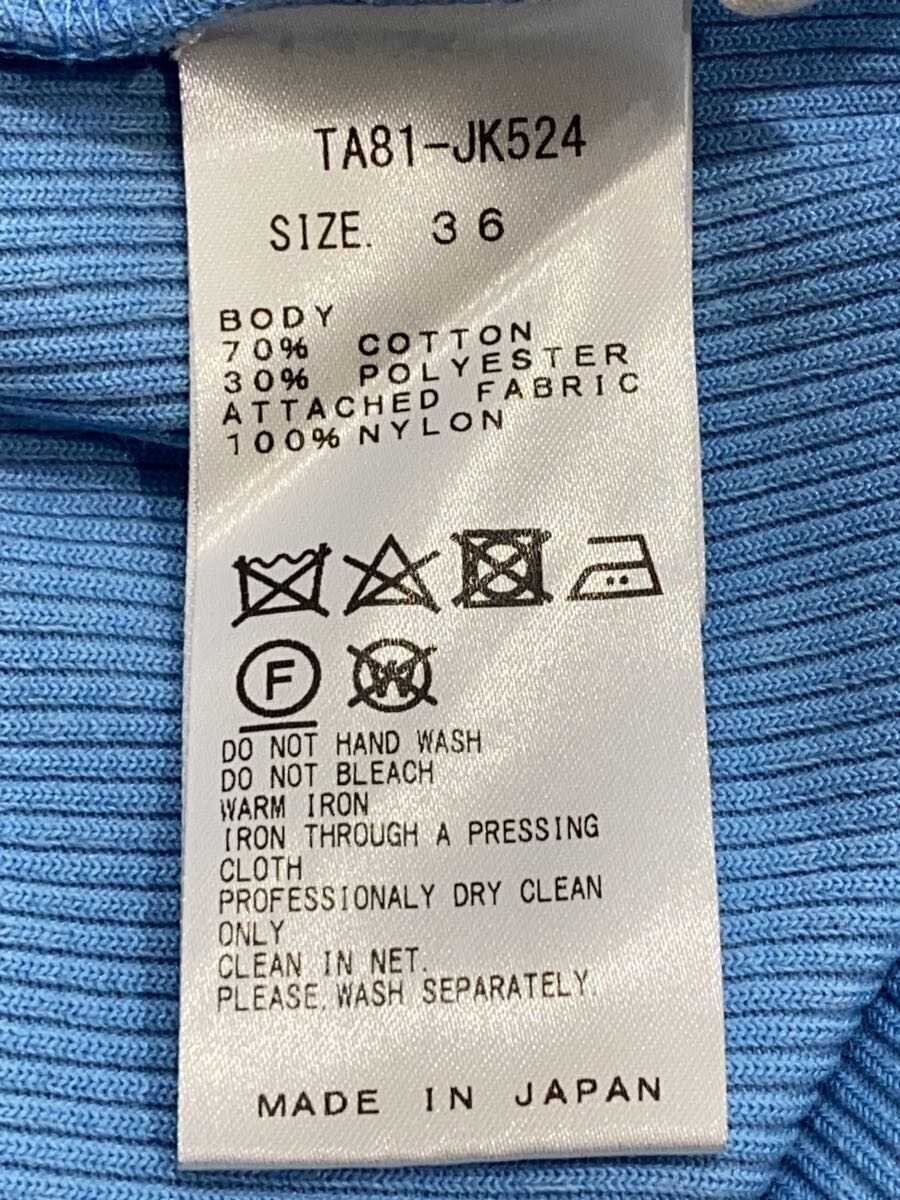 TA81-JK524
SIZE. 36
BODY
70% COTTON
30% POLYESTER
ATTACHED FABRIC
100% NYLON
F W
DO NOT HAND WASH
DO NOT BLEACH
WARM IRON
IRON THROUGH A PRESSING
CLOTH
PROFESSIONALY DRY CLEAN
ONLY
CLEAN IN NET.
PLEASE.WASH SEPARATELY.
MADE IN JAPAN